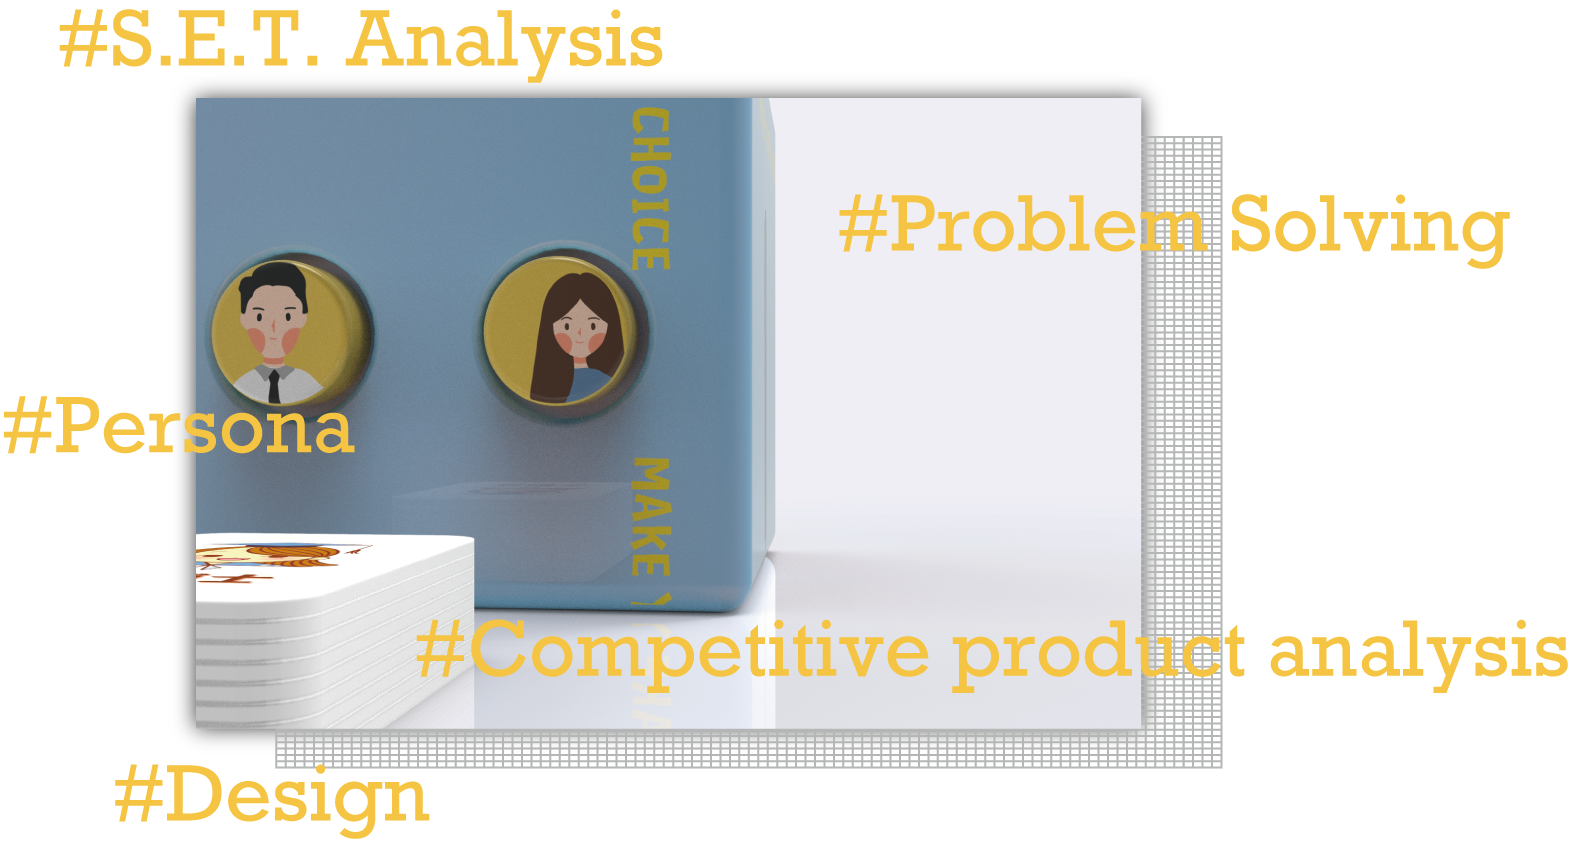 #S.E.T. Analysis
CHOICE
#Problem Solving
#Persona
MAKE
#Competitive product analysis
#Design